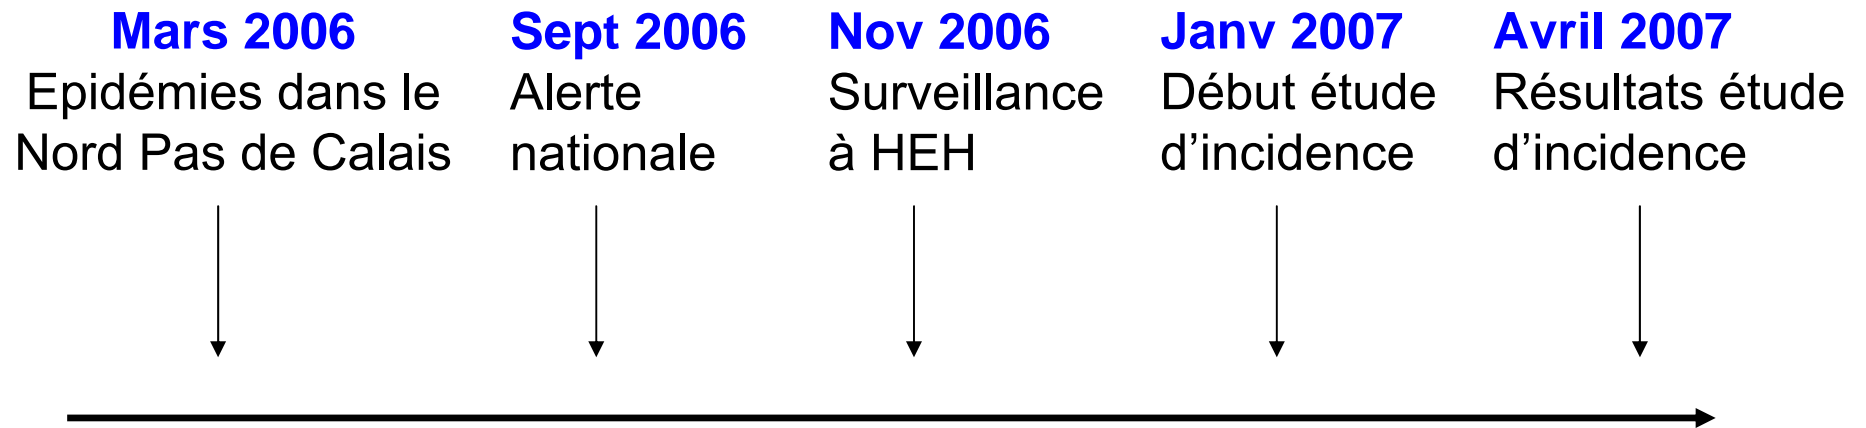 Mars 2006
Epidémies dans le
Nord Pas de Calais
Sept 2006
Alerte
nationale
Nov 2006
Surveillance
à HEH
Janv 2007
Début étude
d’incidence
Avril 2007
Résultats étude
d’incidence